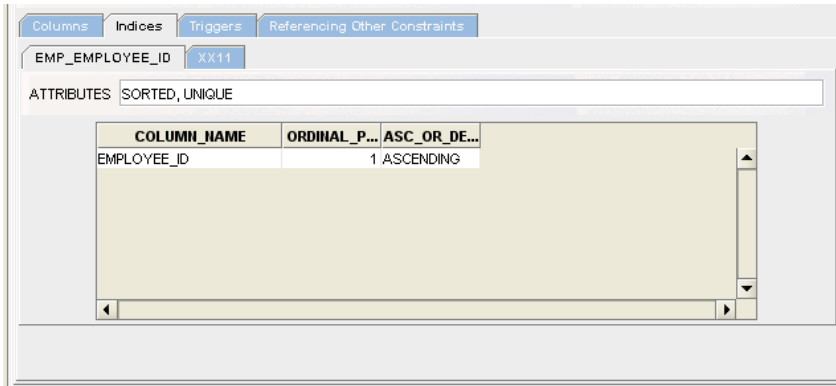 Columns Indices Triggers Referencing Other Constraints
EMP_EMPLOYEE_ID XX11
ATTRIBUTES SORTED, UNIQUE
COLUMN_NAME ORDINAL_P... ASC_OR_DE...
EMPLOYEE_ID 1 ASCENDING